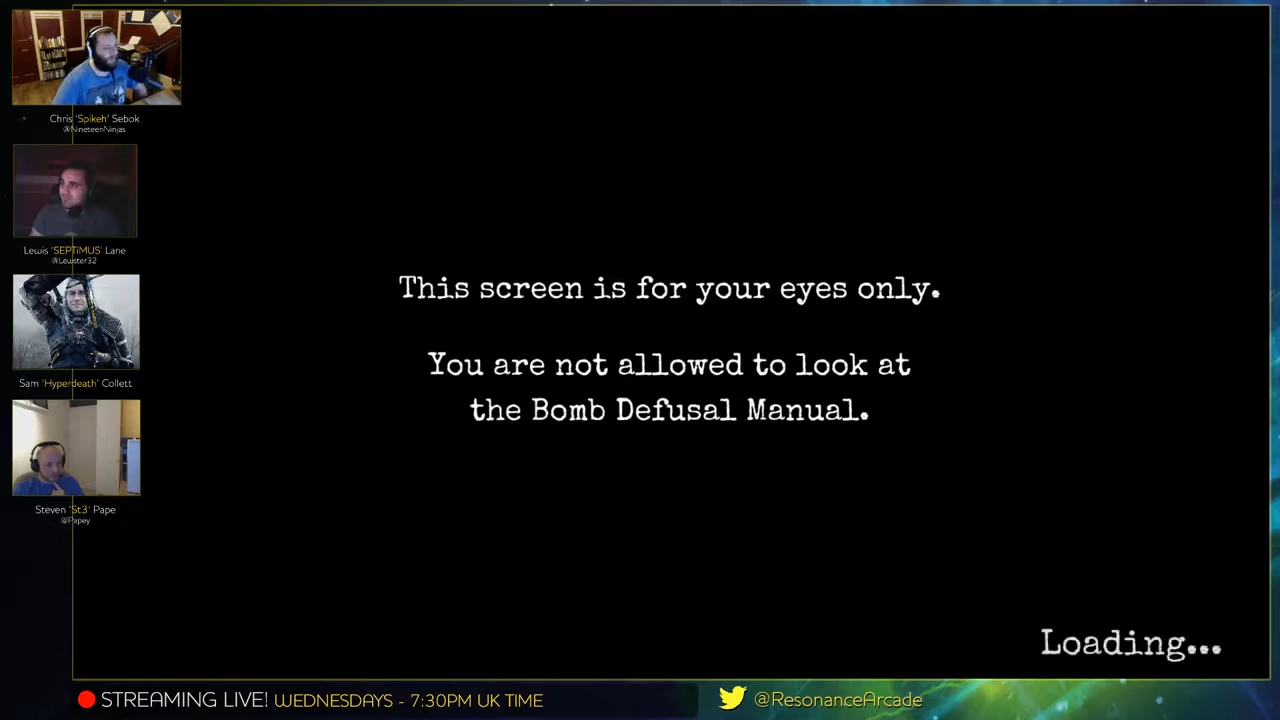 Chris 'Spikeh' Sebok
@NineteenNinjas
Lewis 'SEPTiMUS' Lane
@Lewster32
Sam 'Hyperdeath' Collett
Steven 'St3' Pape
@Papey
This screen is for your eyes only.
You are not allowed to look at
the Bomb Defusal Manual.
Loading...
STREAMING LIVE! WEDNESDAYS - 7:30PM UK TIME
@ResonanceArcade